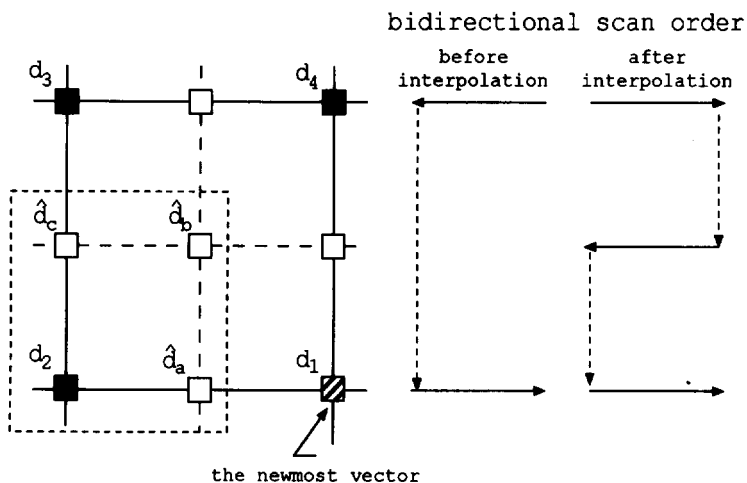 bidirectional scan order
before interpolation
after interpolation
d₃
d₄
d̂c
d̂b
d₂
d̂a
d₁
the newmost vector